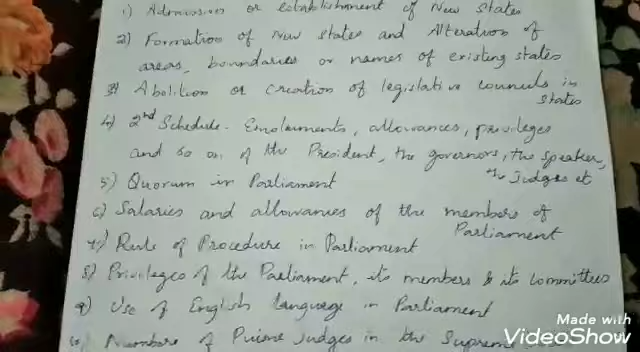 1) Admission or establishment of New States
2) Formation of New States and Alteration of
areas, boundaries or names of existing states
3) Abolition or creation of legislative councils in
states
4) 2nd Schedule- Emoluments, allowances, privileges
and so on of the President, the governors, the Speaker,
the Judges et
5) Quorum in Parliament
6) Salaries and allowances of the members of
Parliament
7) Rule of Procedure in Parliament
8) Privileges of the Parliament, its members & its committees
9) Use of English language in Parliament
10) Number of Puisne Judges in the Supreme
Made with
VideoShow